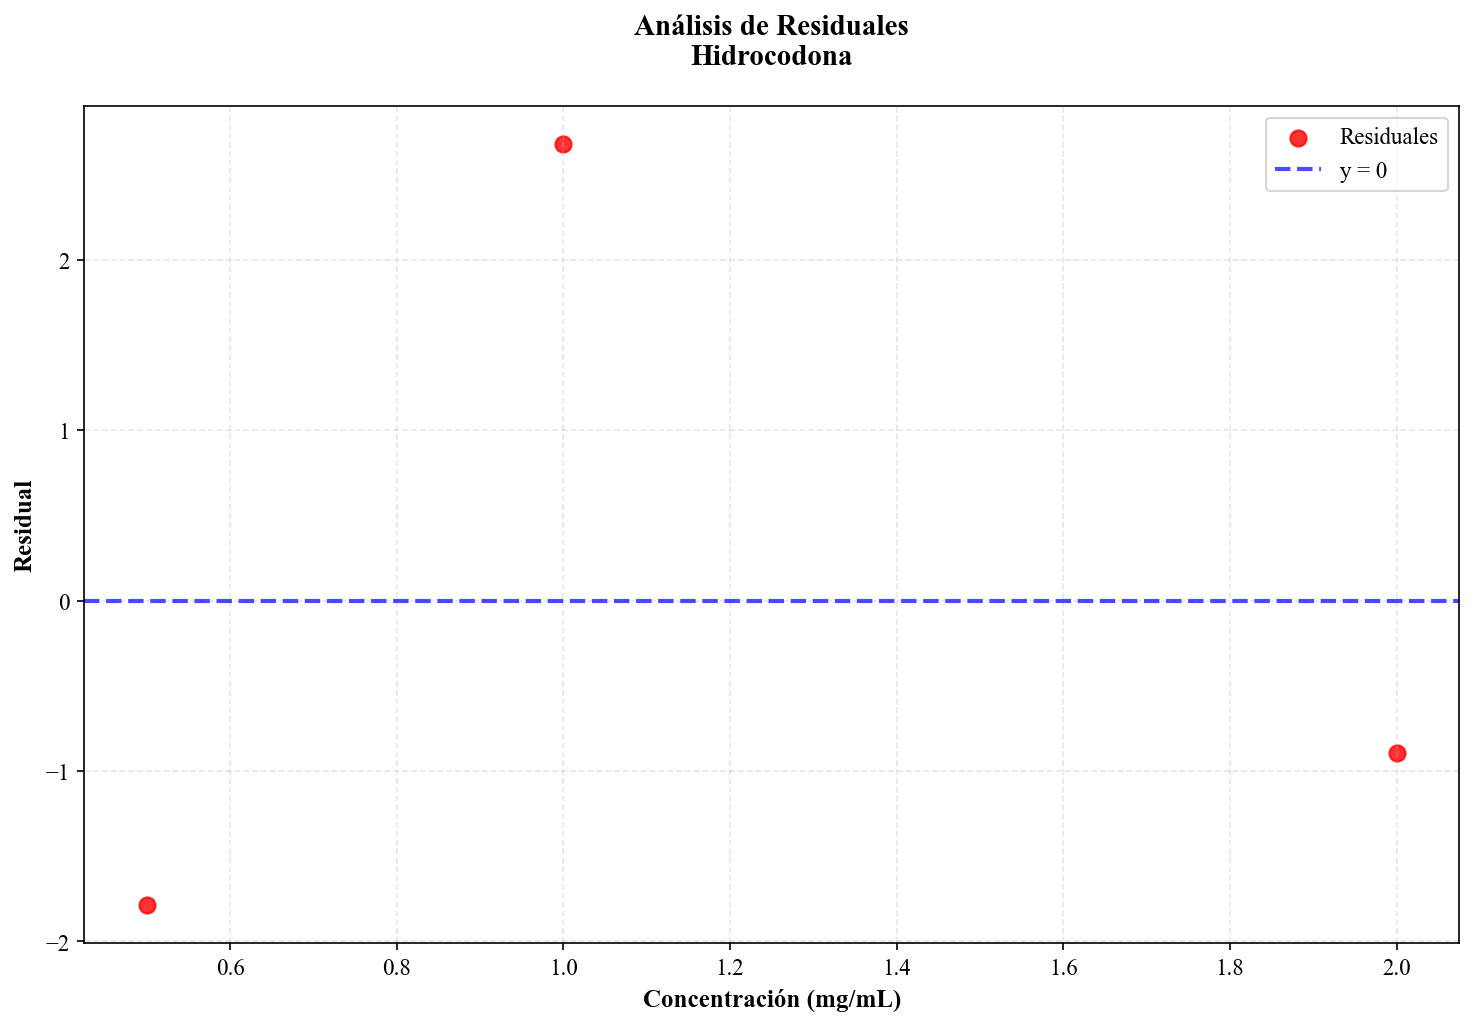 Análisis de Residuales
Hidrocodona
Residuales
y = 0
Residual
2
1
0
−1
−2
0.6
0.8
1.0
1.2
1.4
1.6
1.8
2.0
Concentración (mg/mL)